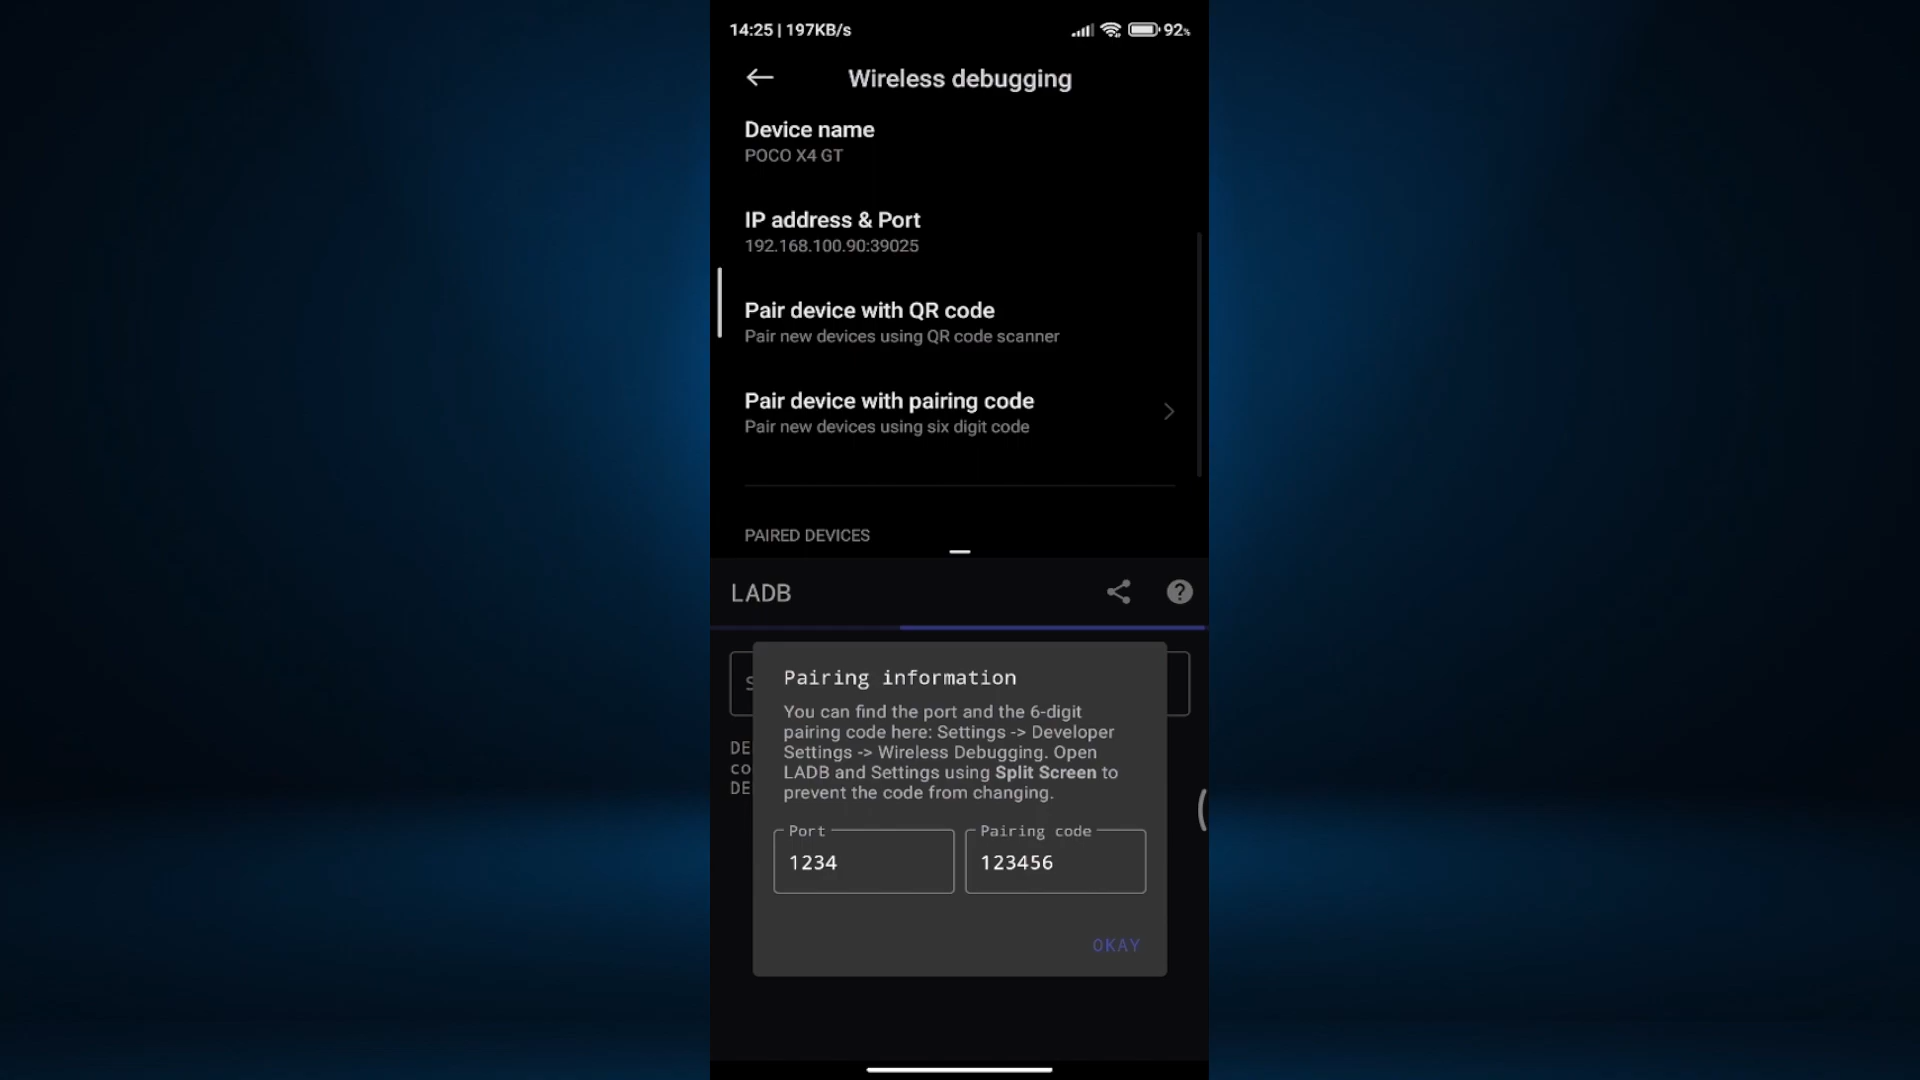 14:25 | 197KB/s
92%
Wireless debugging
Device name
POCO X4 GT
IP address & Port
192.168.100.90:39025
Pair device with QR code
Pair new devices using QR code scanner
Pair device with pairing code
Pair new devices using six digit code
PAIRED DEVICES
LADB
?
Pairing information
You can find the port and the 6-digit
pairing code here: Settings -> Developer
Settings -> Wireless Debugging. Open
LADB and Settings using Split Screen to
prevent the code from changing.
DE
co
DE
Port
1234
Pairing code
123456
OKAY